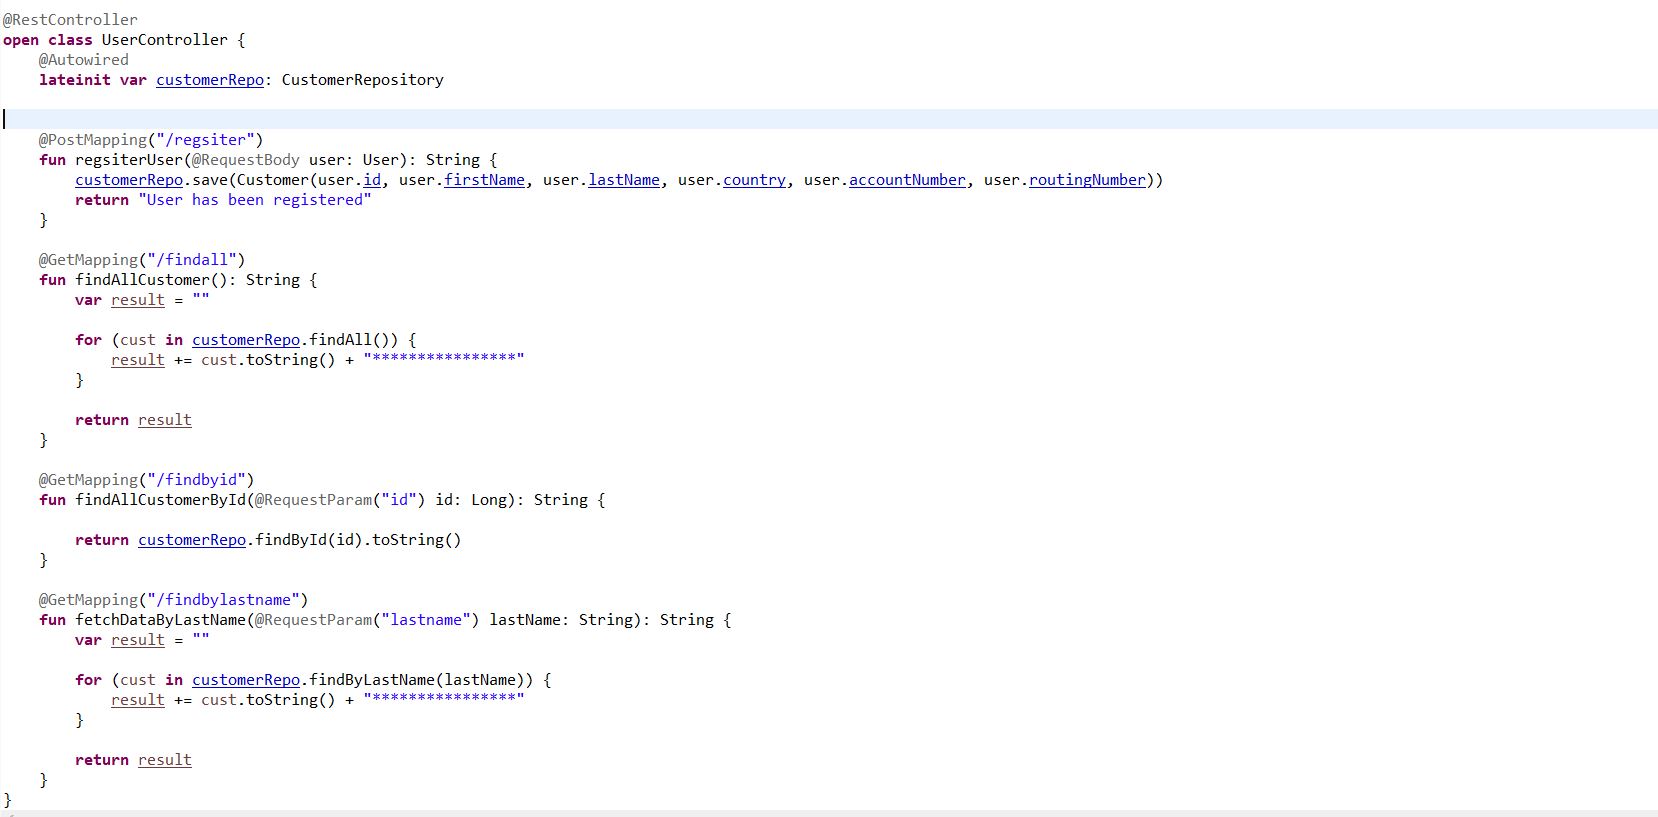 @RestController
open class UserController {
    @Autowired
    lateinit var customerRepo: CustomerRepository

    @PostMapping("/regsiter")
    fun regsiterUser(@RequestBody user: User): String {
        customerRepo.save(Customer(user.id, user.firstName, user.lastName, user.country, user.accountNumber, user.routingNumber))
        return "User has been registered"
    }

    @GetMapping("/findall")
    fun findAllCustomer(): String {
        var result = ""

        for (cust in customerRepo.findAll()) {
            result += cust.toString() + "****************"
        }

        return result
    }

    @GetMapping("/findbyid")
    fun findAllCustomerById(@RequestParam("id") id: Long): String {

        return customerRepo.findById(id).toString()
    }

    @GetMapping("/findbylastname")
    fun fetchDataByLastName(@RequestParam("lastname") lastName: String): String {
        var result = ""

        for (cust in customerRepo.findByLastName(lastName)) {
            result += cust.toString() + "****************"
        }

        return result
    }
}